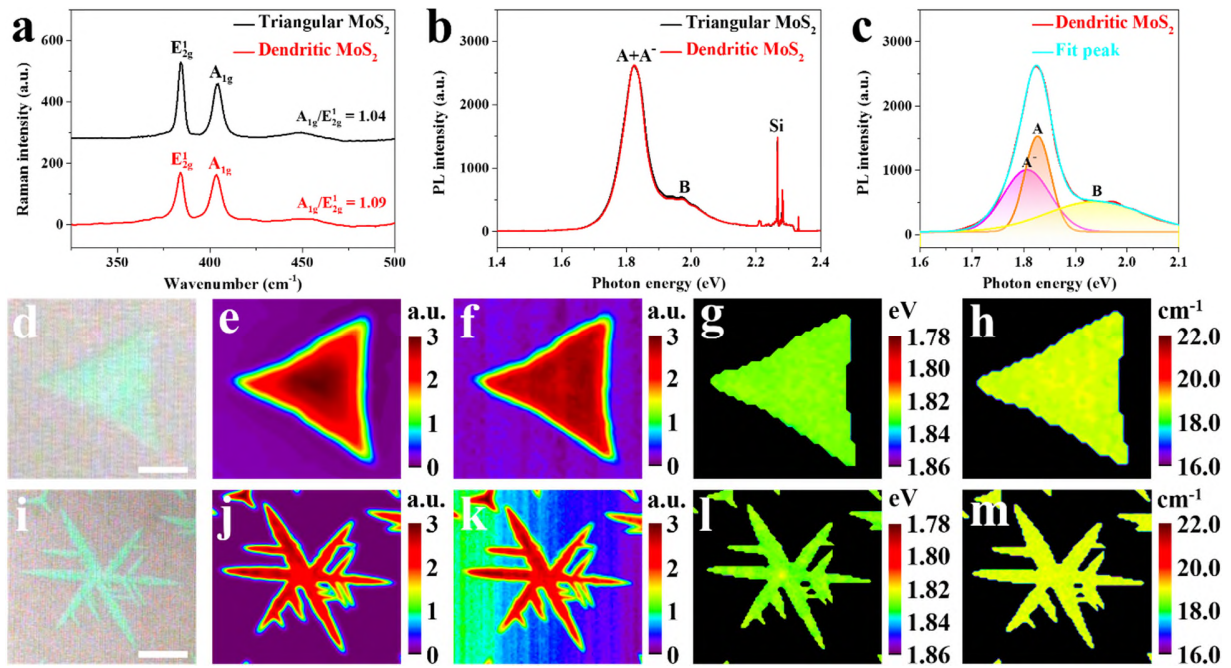 a
Raman intensity (a.u.)
600
300
0
350
400
450
500
Wavenumber (cm⁻¹)
Triangular MoS₂
Dendritic MoS₂
E¹₂g
A₁g
A₁g/E¹₂g = 1.04
E¹₂g
A₁g
A₁g/E¹₂g = 1.09
b
PL intensity (a.u.)
3000
2000
1000
0
1.4
1.6
1.8
2.0
2.2
2.4
Photon energy (eV)
Triangular MoS₂
Dendritic MoS₂
A+A⁻
B
Si
c
PL intensity (a.u.)
3000
2000
1000
0
1.6
1.7
1.8
1.9
2.0
2.1
Photon energy (eV)
Dendritic MoS₂
Fit peak
A
A⁻
B
d
e
a.u.
3
2
1
0
f
a.u.
3
2
1
0
g
eV
1.78
1.80
1.82
1.84
1.86
h
cm⁻¹
22.0
20.0
18.0
16.0
i
j
a.u.
3
2
1
0
k
a.u.
3
2
1
0
l
eV
1.78
1.80
1.82
1.84
1.86
m
cm⁻¹
22.0
20.0
18.0
16.0